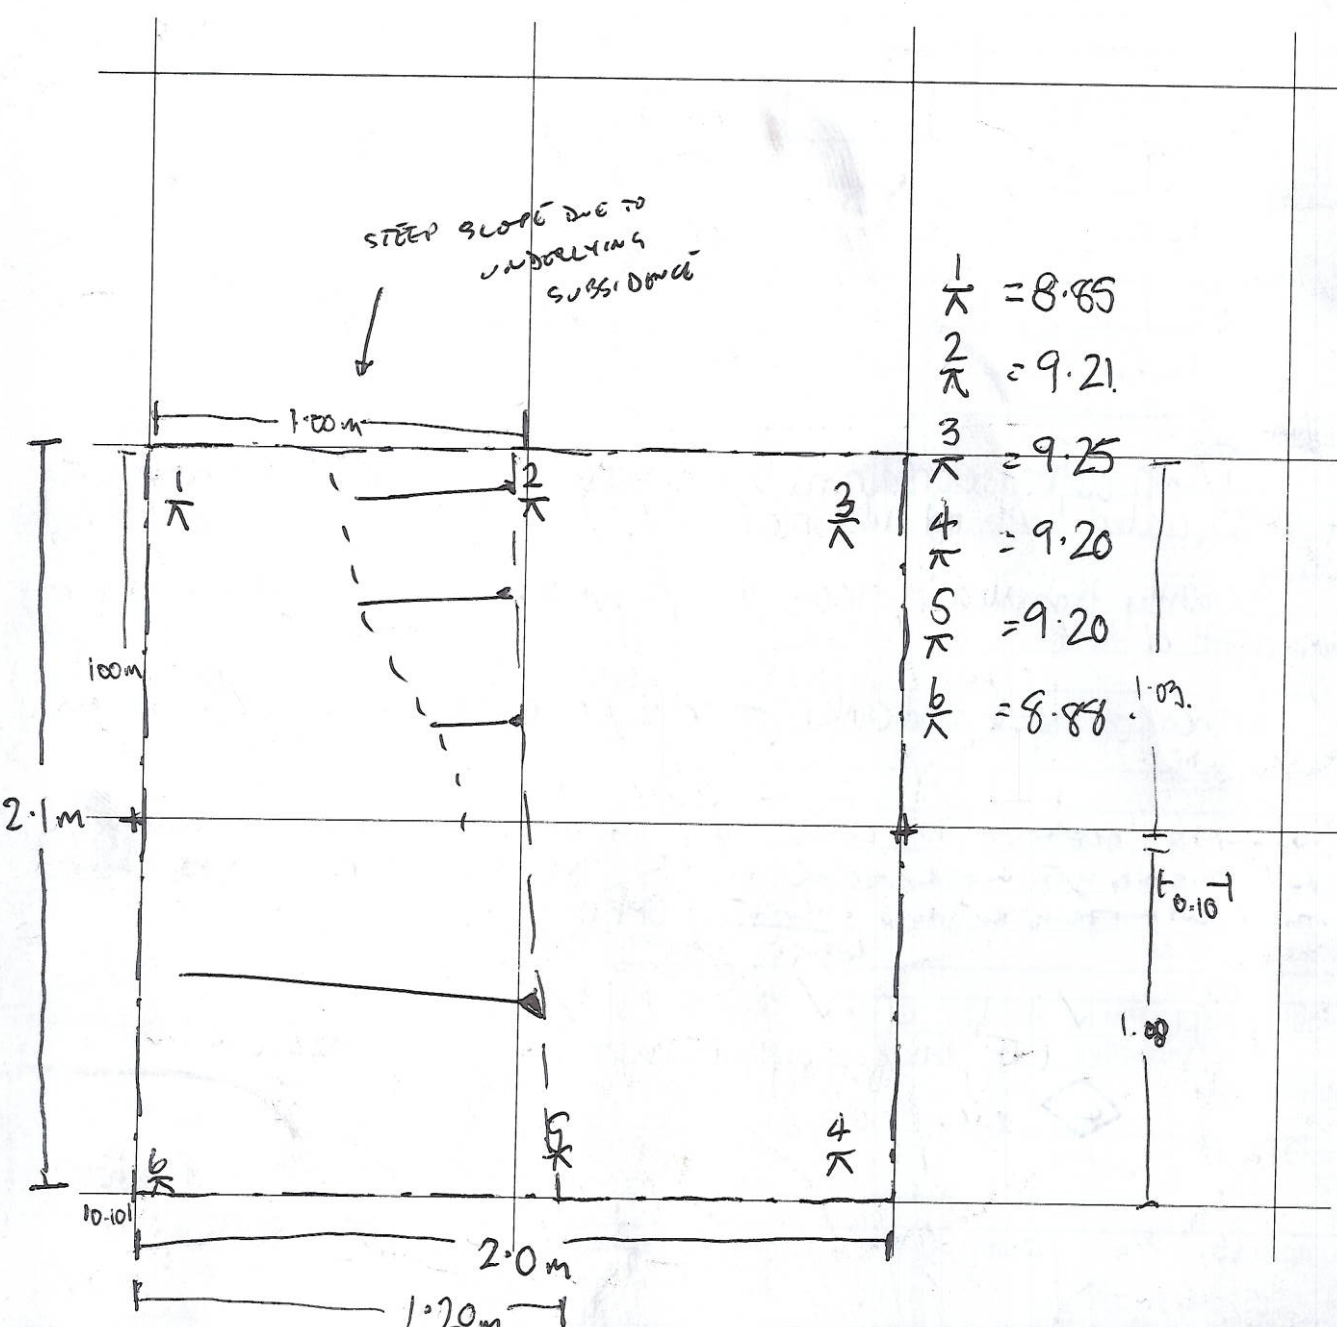 STEEP SLOPE DUE TO
UNDERLYING
SUBSIDENCE
1/⊼ = 8.85
2/⊼ = 9.21
3/⊼ = 9.25
4/⊼ = 9.20
5/⊼ = 9.20
6/⊼ = 8.88
1.00m
1/⊼
2/⊼
3/⊼
100m
1.03
2.1m
0.10
1.08
6/⊼
5/⊼
4/⊼
0.10
2.0m
1.20m